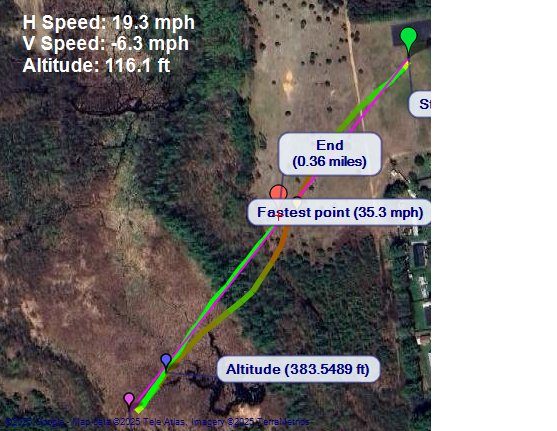 H Speed: 19.3 mph
V Speed: -6.3 mph
Altitude: 116.1 ft
St
End
(0.36 miles)
Fastest point (35.3 mph)
Altitude (383.5489 ft)
©2025 Google - Map data ©2025 Tele Atlas, Imagery ©2025 TerraMetrics